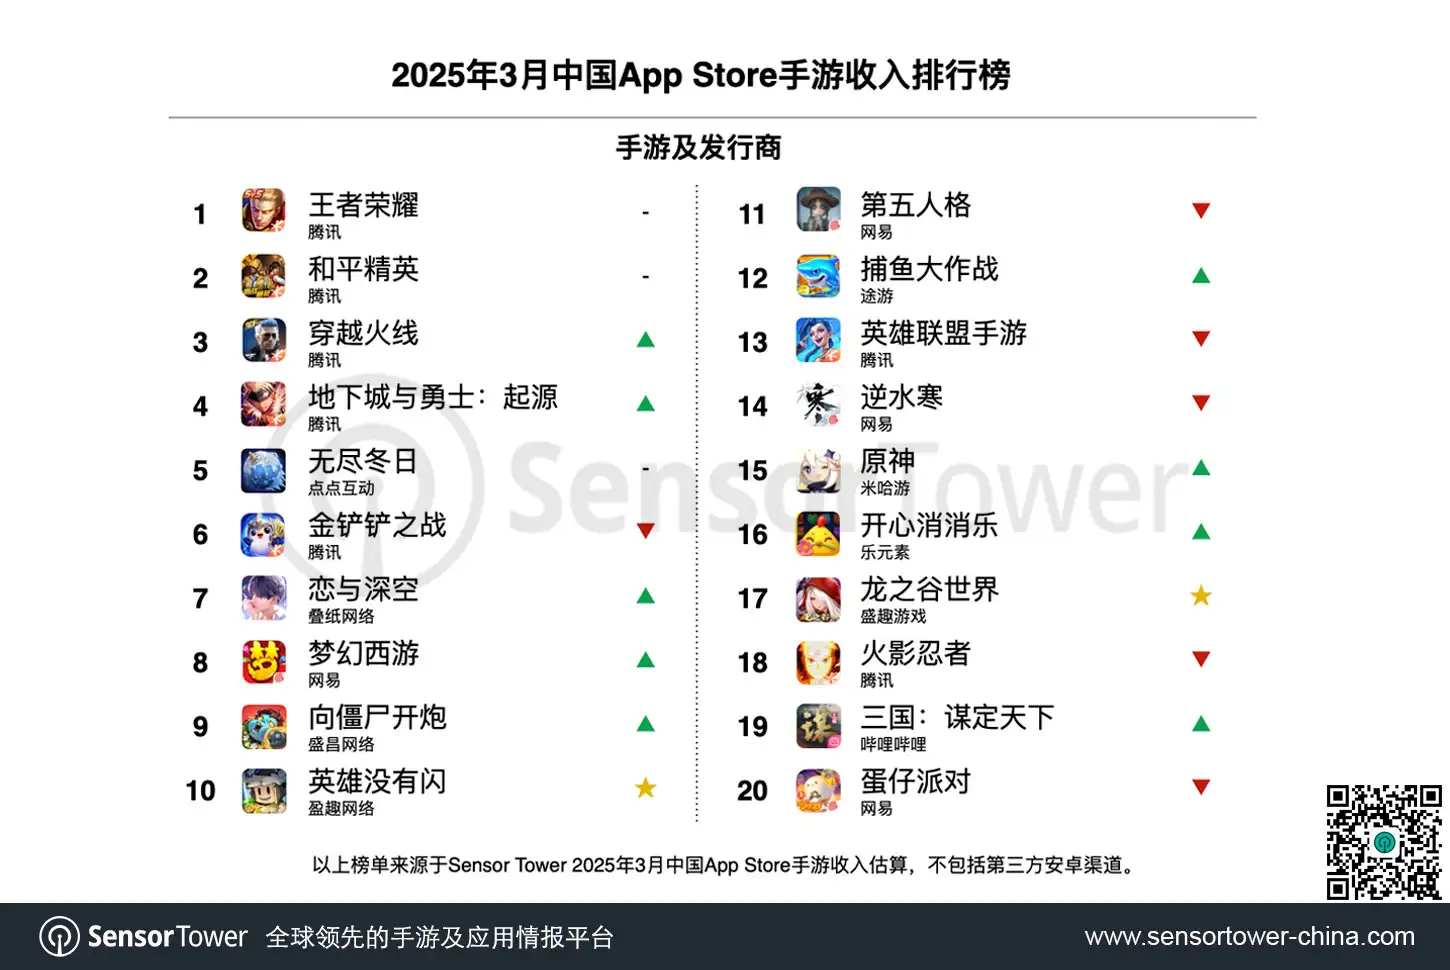 2025年3月中国App Store手游收入排行榜
手游及发行商
1 王者荣耀 -
腾讯
2 和平精英 -
腾讯
3 穿越火线 ▲
腾讯
4 地下城与勇士：起源 ▲
腾讯
5 无尽冬日 -
点点互动
6 金铲铲之战 ▼
腾讯
7 恋与深空 ▲
叠纸网络
8 梦幻西游 ▲
网易
9 向僵尸开炮 ▲
盛昌网络
10 英雄没有闪 ★
盈趣网络
11 第五人格 ▼
网易
12 捕鱼大作战 ▲
途游
13 英雄联盟手游 ▼
腾讯
14 逆水寒 ▼
网易
15 原神 ▲
米哈游
16 开心消消乐 ▲
乐元素
17 龙之谷世界 ★
盛趣游戏
18 火影忍者 ▼
腾讯
19 三国：谋定天下 ▲
哔哩哔哩
20 蛋仔派对 ▼
网易
SensorTower
以上榜单来源于Sensor Tower 2025年3月中国App Store手游收入估算，不包括第三方安卓渠道。
SensorTower 全球领先的手游及应用情报平台
www.sensortower-china.com